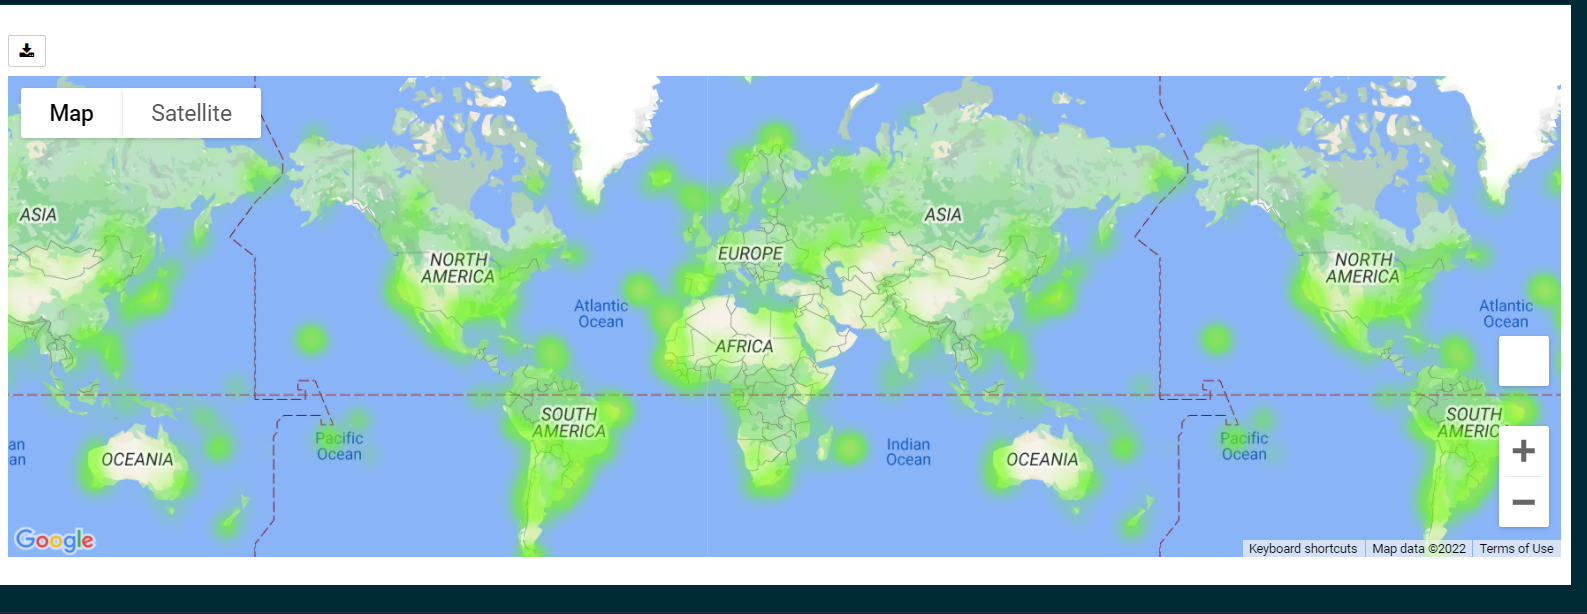 Map
Satellite
ASIA
NORTH
AMERICA
EUROPE
Atlantic
Ocean
AFRICA
SOUTH
AMERICA
ASIA
NORTH
AMERICA
Atlantic
Ocean
an
an
OCEANIA
Pacific
Ocean
Indian
Ocean
OCEANIA
Pacific
Ocean
SOUTH
AMERIC
Google
Keyboard shortcuts
Map data ©2022
Terms of Use